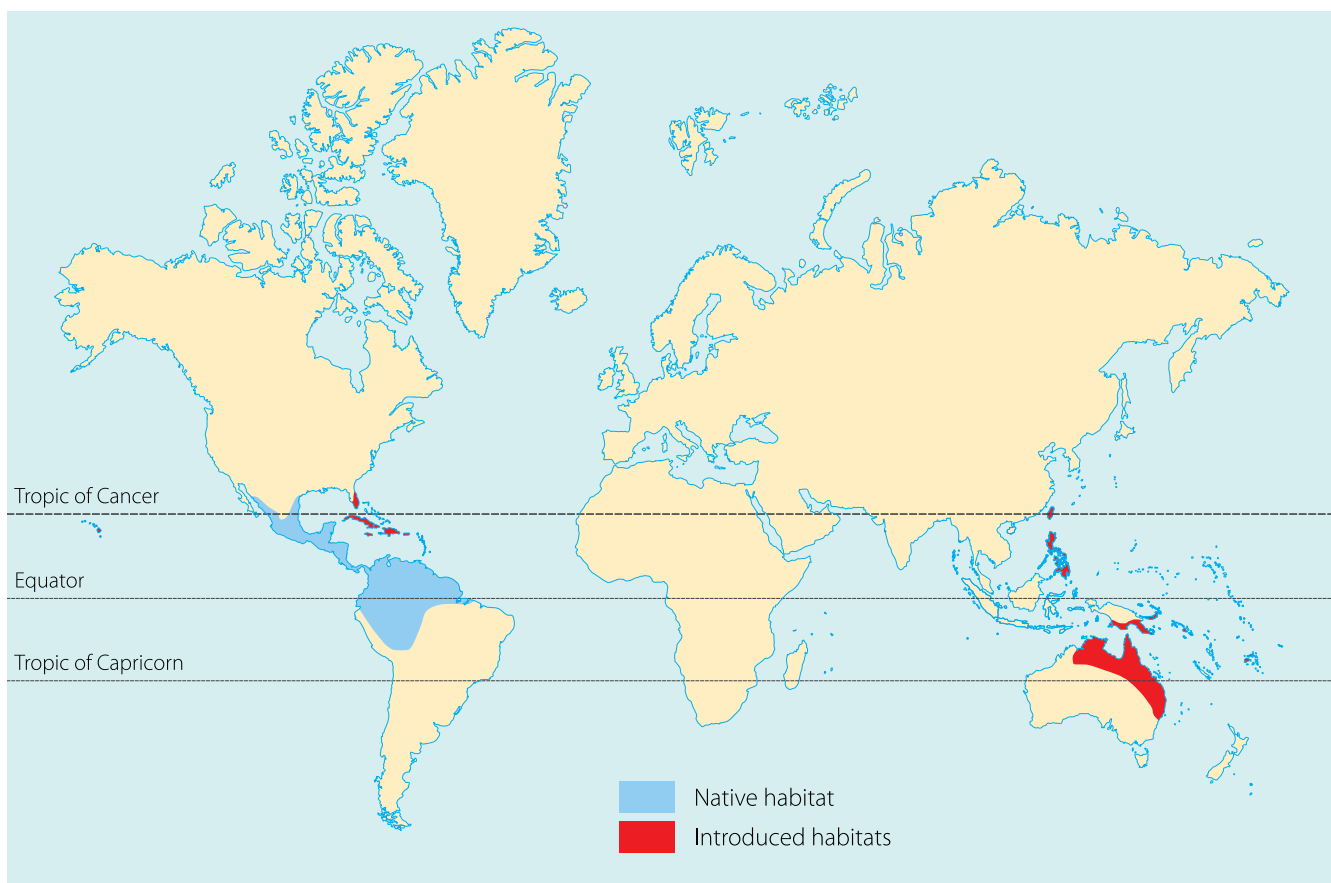 Tropic of Cancer
Equator
Tropic of Capricorn
Native habitat
Introduced habitats